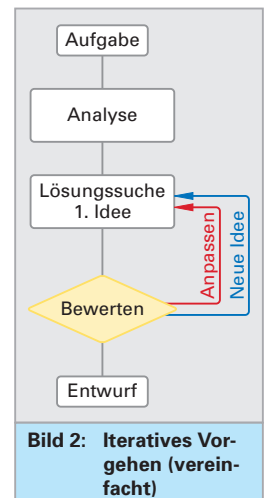 Aufgabe
Analyse
Lösungssuche
1. Idee
Anpassen
Neue Idee
Bewerten
Entwurf
Bild 2: Iteratives Vor-
gehen (verein-
facht)